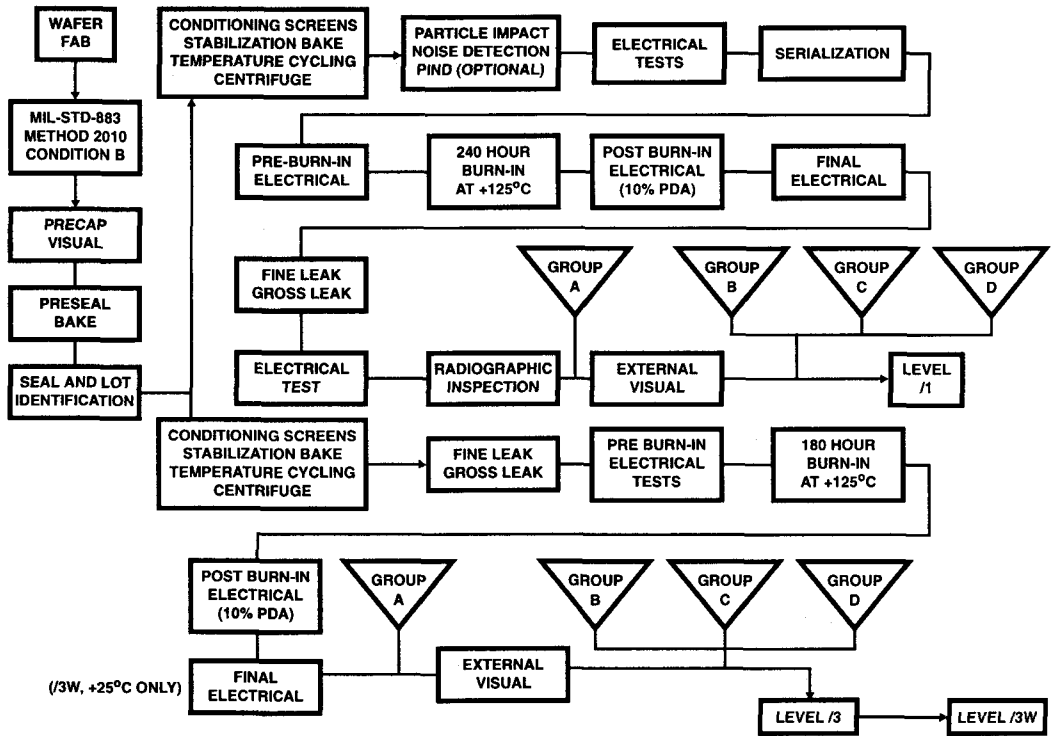 WAFER
FAB
MIL-STD-883
METHOD 2010
CONDITION B
PRECAP
VISUAL
PRESEAL
BAKE
SEAL AND LOT
IDENTIFICATION
CONDITIONING SCREENS
STABILIZATION BAKE
TEMPERATURE CYCLING
CENTRIFUGE
PARTICLE IMPACT
NOISE DETECTION
PIND (OPTIONAL)
ELECTRICAL
TESTS
SERIALIZATION
PRE-BURN-IN
ELECTRICAL
240 HOUR
BURN-IN
AT +125°C
POST BURN-IN
ELECTRICAL
(10% PDA)
FINAL
ELECTRICAL
FINE LEAK
GROSS LEAK
ELECTRICAL
TEST
RADIOGRAPHIC
INSPECTION
GROUP
A
EXTERNAL
VISUAL
GROUP
B
GROUP
C
GROUP
D
LEVEL
/1
CONDITIONING SCREENS
STABILIZATION BAKE
TEMPERATURE CYCLING
CENTRIFUGE
FINE LEAK
GROSS LEAK
PRE BURN-IN
ELECTRICAL
TESTS
180 HOUR
BURN-IN
AT +125°C
POST BURN-IN
ELECTRICAL
(10% PDA)
(/3W, +25°C ONLY)
FINAL
ELECTRICAL
GROUP
A
EXTERNAL
VISUAL
GROUP
B
GROUP
C
GROUP
D
LEVEL /3
LEVEL /3W